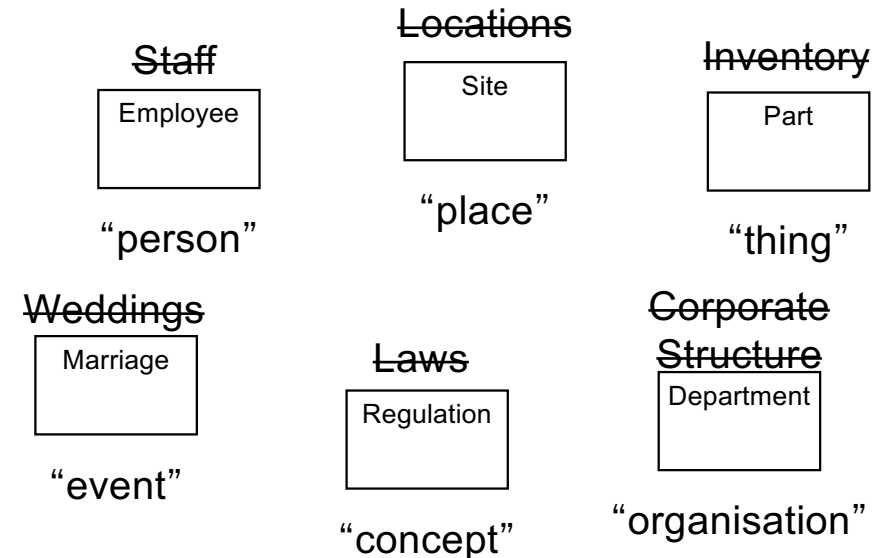 Staff
Employee
“person”
Locations
Site
“place”
Inventory
Part
“thing”
Weddings
Marriage
“event”
Laws
Regulation
“concept”
Corporate
Structure
Department
“organisation”